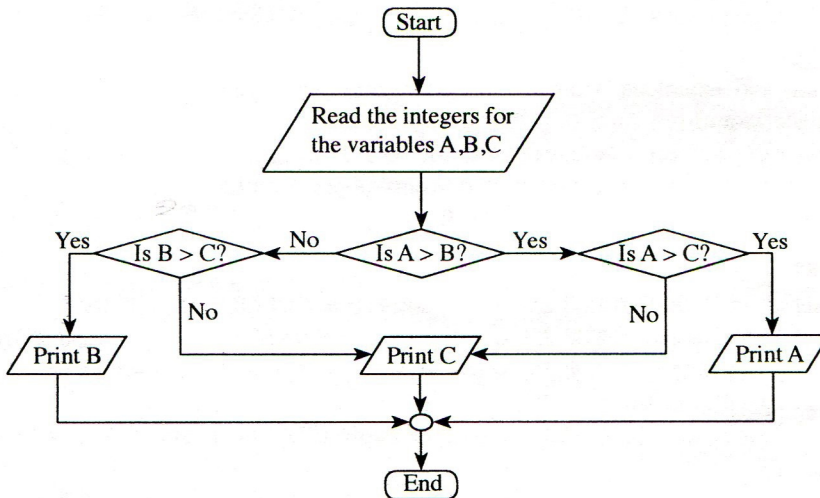 Start
Read the integers for
the variables A,B,C
Yes
Is B > C?
No
Is A > B?
Yes
Is A > C?
Yes
No
No
Print B
Print C
Print A
End